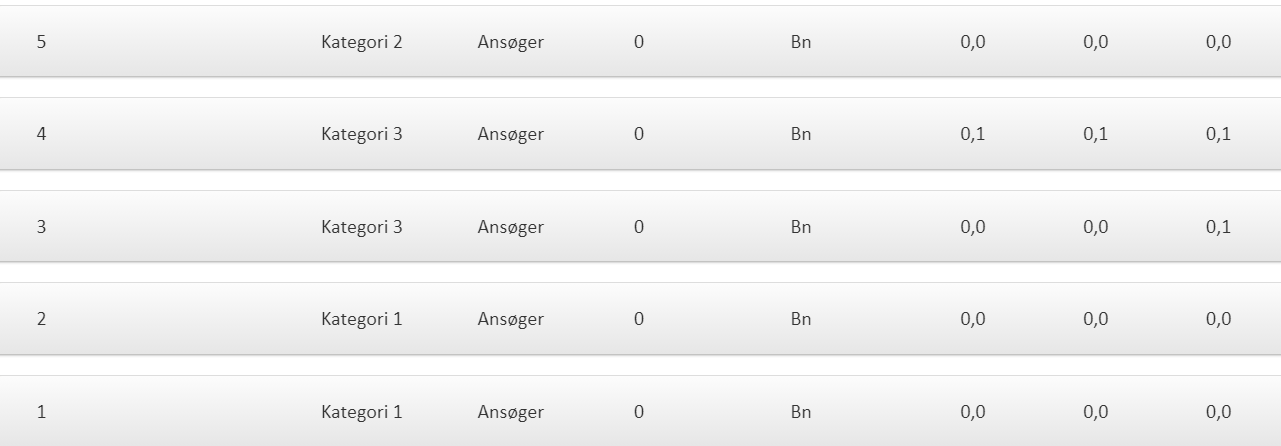 5 Kategori 2 Ansøger 0 Bn 0,0 0,0 0,0
4 Kategori 3 Ansøger 0 Bn 0,1 0,1 0,1
3 Kategori 3 Ansøger 0 Bn 0,0 0,0 0,1
2 Kategori 1 Ansøger 0 Bn 0,0 0,0 0,0
1 Kategori 1 Ansøger 0 Bn 0,0 0,0 0,0